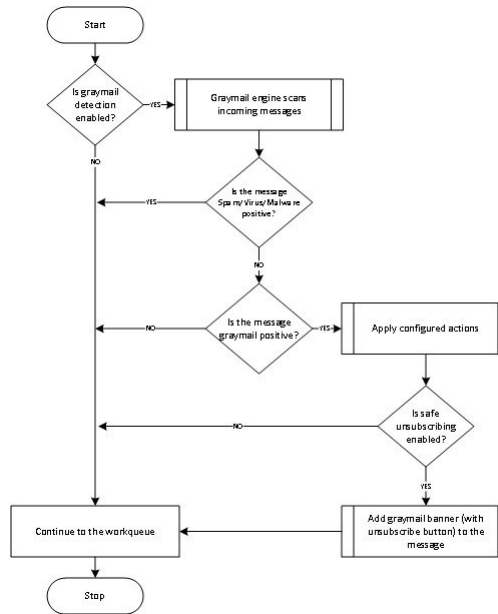 Start
Is graymail
detection
enabled?
YES
Graymail engine scans
incoming messages
NO
Is the message
Spam/Virus/Malware
positive?
YES
NO
Is the message
graymail positive?
NO
YES
Apply configured actions
Is safe
unsubscribing
enabled?
NO
YES
Continue to the workqueue
Add graymail banner (with
unsubscribe button) to the
message
Stop